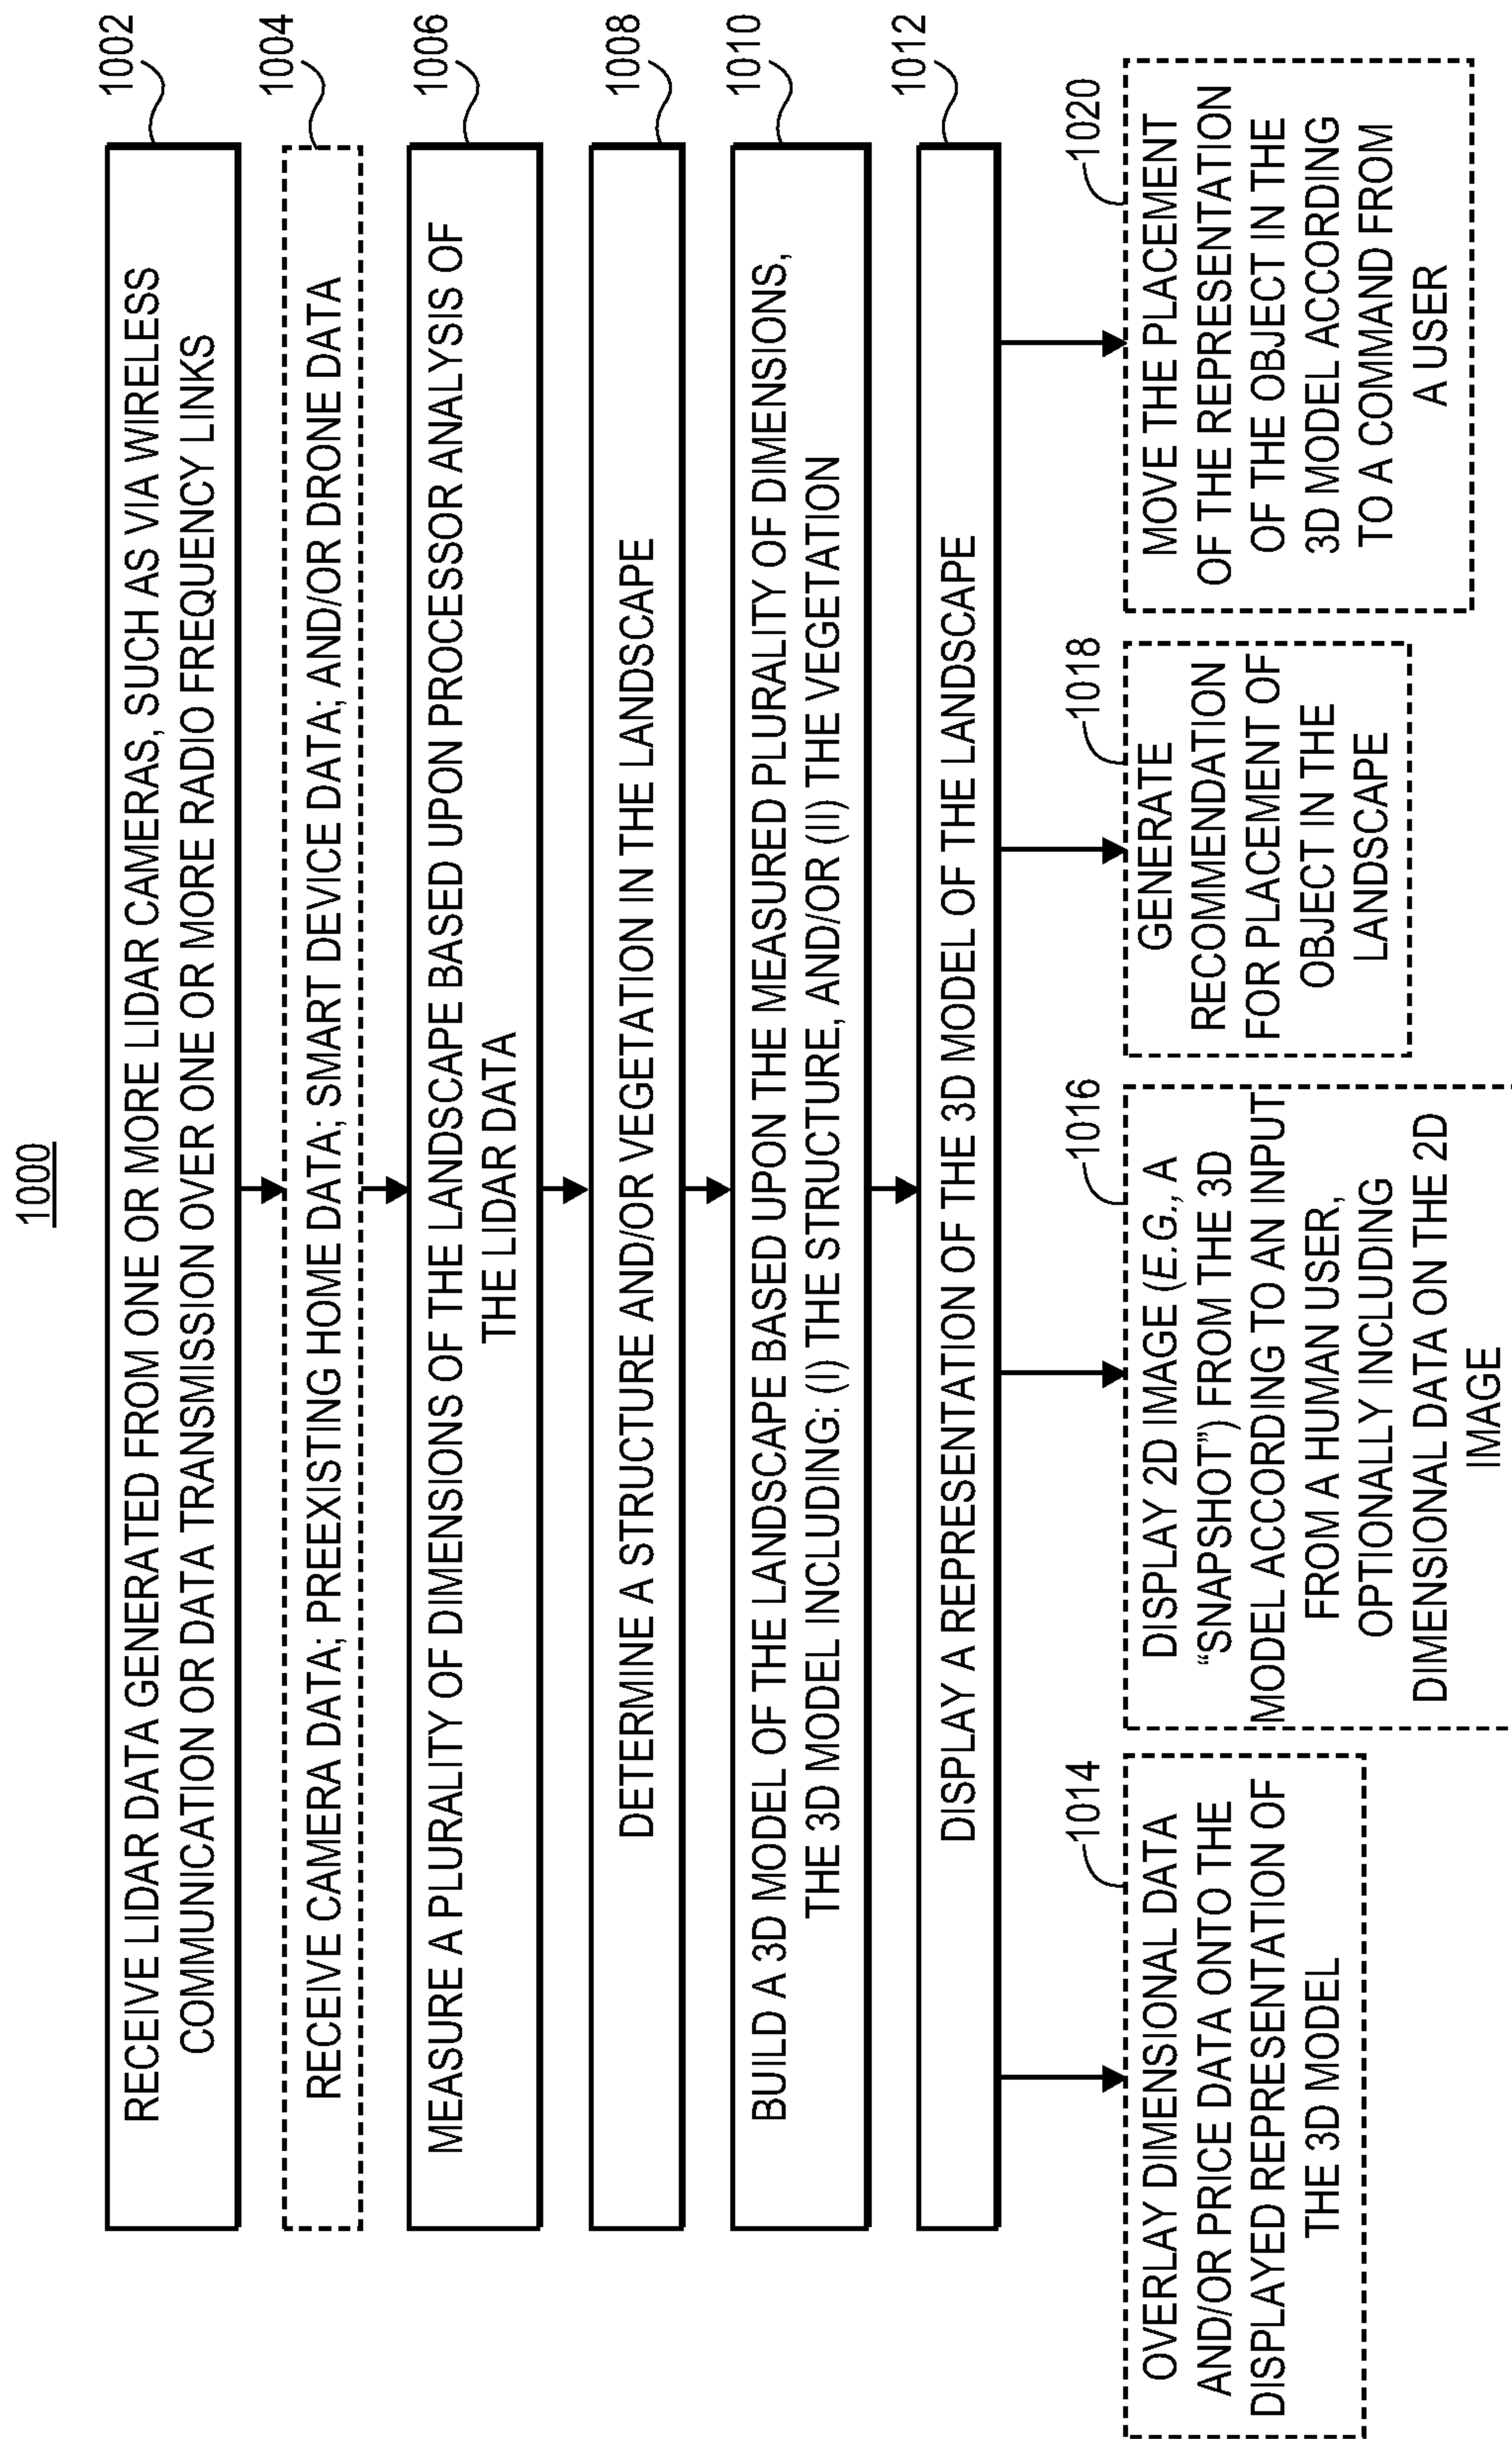 1000
1002
RECEIVE LIDAR DATA GENERATED FROM ONE OR MORE LIDAR CAMERAS, SUCH AS VIA WIRELESS
COMMUNICATION OR DATA TRANSMISSION OVER ONE OR MORE RADIO FREQUENCY LINKS
1004
RECEIVE CAMERA DATA; PREEXISTING HOME DATA; SMART DEVICE DATA; AND/OR DRONE DATA
1006
MEASURE A PLURALITY OF DIMENSIONS OF THE LANDSCAPE BASED UPON PROCESSOR ANALYSIS OF
THE LIDAR DATA
1008
DETERMINE A STRUCTURE AND/OR VEGETATION IN THE LANDSCAPE
1010
BUILD A 3D MODEL OF THE LANDSCAPE BASED UPON THE MEASURED PLURALITY OF DIMENSIONS,
THE 3D MODEL INCLUDING: (I) THE STRUCTURE, AND/OR (II) THE VEGETATION
1012
DISPLAY A REPRESENTATION OF THE 3D MODEL OF THE LANDSCAPE
1014
OVERLAY DIMENSIONAL DATA
AND/OR PRICE DATA ONTO THE
DISPLAYED REPRESENTATION OF
THE 3D MODEL
1016
DISPLAY 2D IMAGE (E.G., A
“SNAPSHOT”) FROM THE 3D
MODEL ACCORDING TO AN INPUT
FROM A HUMAN USER,
OPTIONALLY INCLUDING
DIMENSIONAL DATA ON THE 2D
IMAGE
1018
GENERATE
RECOMMENDATION
FOR PLACEMENT OF
OBJECT IN THE
LANDSCAPE
1020
MOVE THE PLACEMENT
OF THE REPRESENTATION
OF THE OBJECT IN THE
3D MODEL ACCORDING
TO A COMMAND FROM
A USER